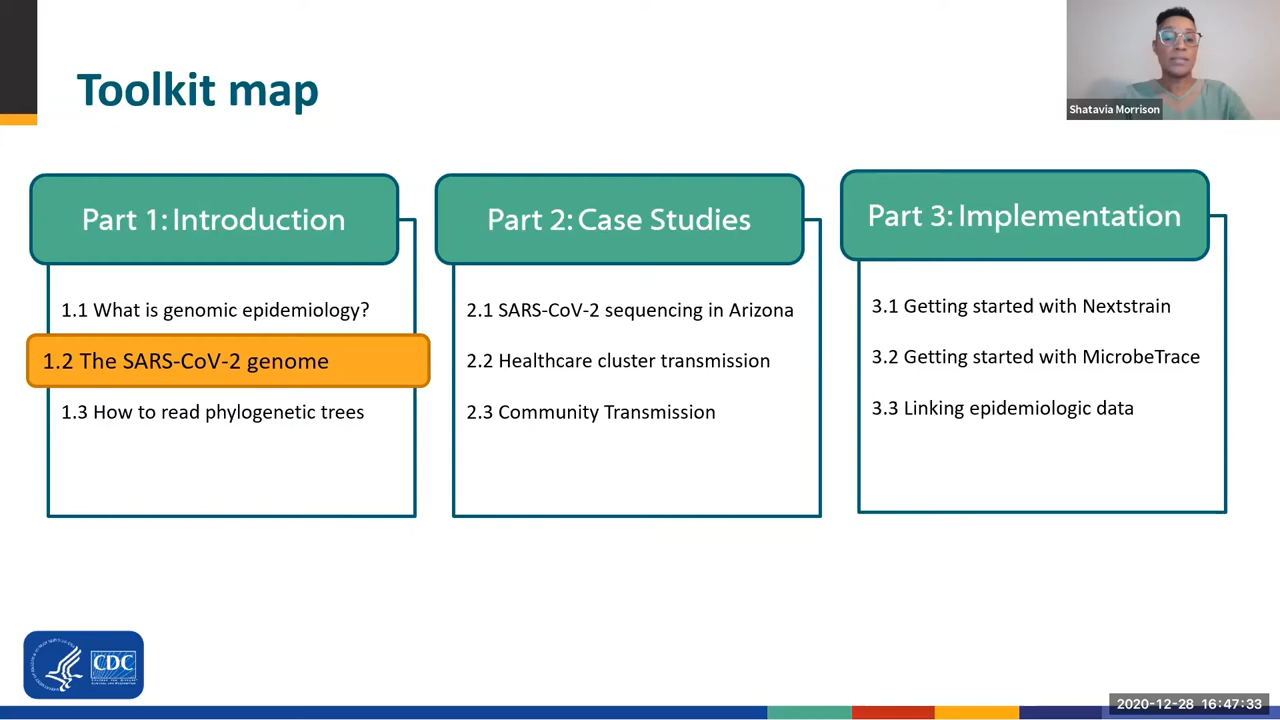 Toolkit map
Shatavia Morrison
Part 1: Introduction
1.1 What is genomic epidemiology?
1.2 The SARS-CoV-2 genome
1.3 How to read phylogenetic trees
Part 2: Case Studies
2.1 SARS-CoV-2 sequencing in Arizona
2.2 Healthcare cluster transmission
2.3 Community Transmission
Part 3: Implementation
3.1 Getting started with Nextstrain
3.2 Getting started with MicrobeTrace
3.3 Linking epidemiologic data
CDC
2020-12-28 16:47:33